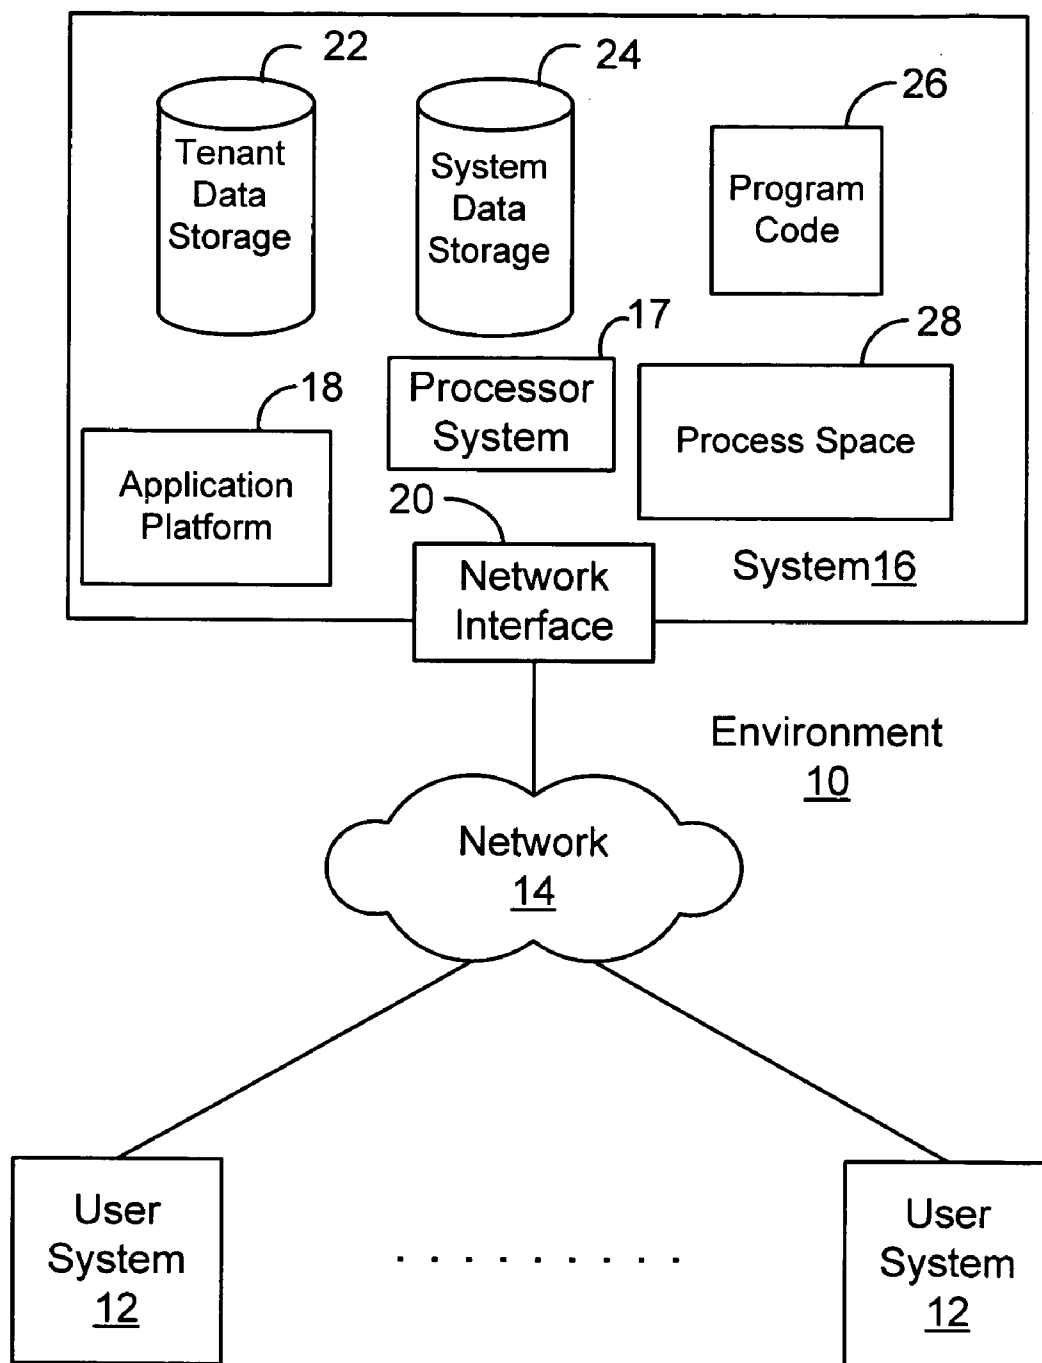 22
24
26
Tenant
Data
Storage
System
Data
Storage
Program
Code
17
28
18
Processor
System
Process Space
Application
Platform
20
Network
Interface
System16
Environment
10
Network
14
User
System
12
. . . . . . . . .
User
System
12